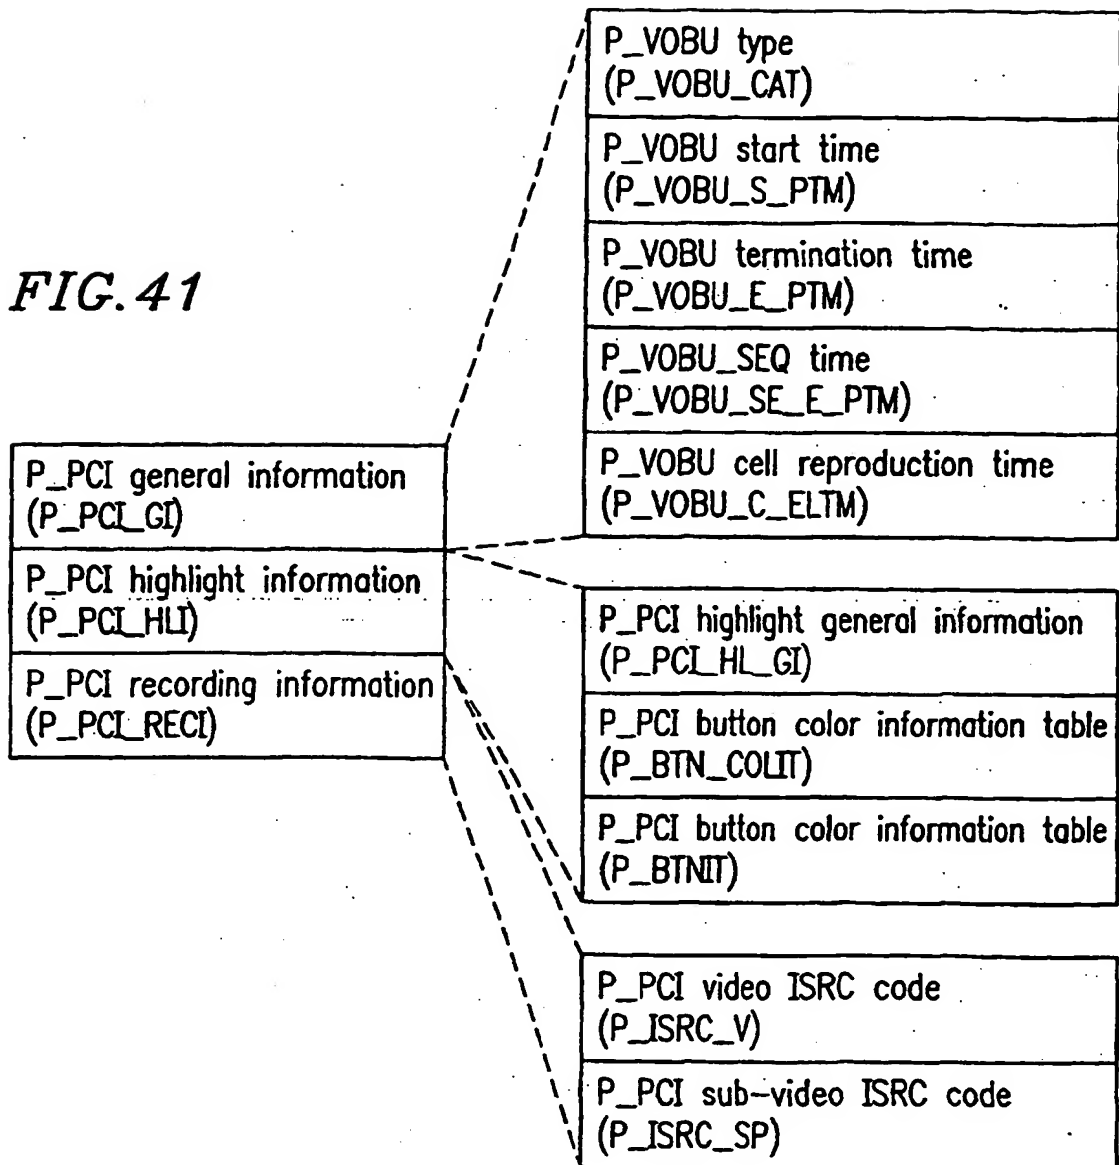 FIG. 41
P_PCI general information
(P_PCI_GI)
P_PCI highlight information
(P_PCI_HLI)
P_PCI recording information
(P_PCI_RECI)
P_VOBU type
(P_VOBU_CAT)
P_VOBU start time
(P_VOBU_S_PTM)
P_VOBU termination time
(P_VOBU_E_PTM)
P_VOBU_SEQ time
(P_VOBU_SE_E_PTM)
P_VOBU cell reproduction time
(P_VOBU_C_ELTM)
P_PCI highlight general information
(P_PCI_HL_GI)
P_PCI button color information table
(P_BTN_COLIT)
P_PCI button color information table
(P_BTNIT)
P_PCI video ISRC code
(P_ISRC_V)
P_PCI sub-video ISRC code
(P_ISRC_SP)